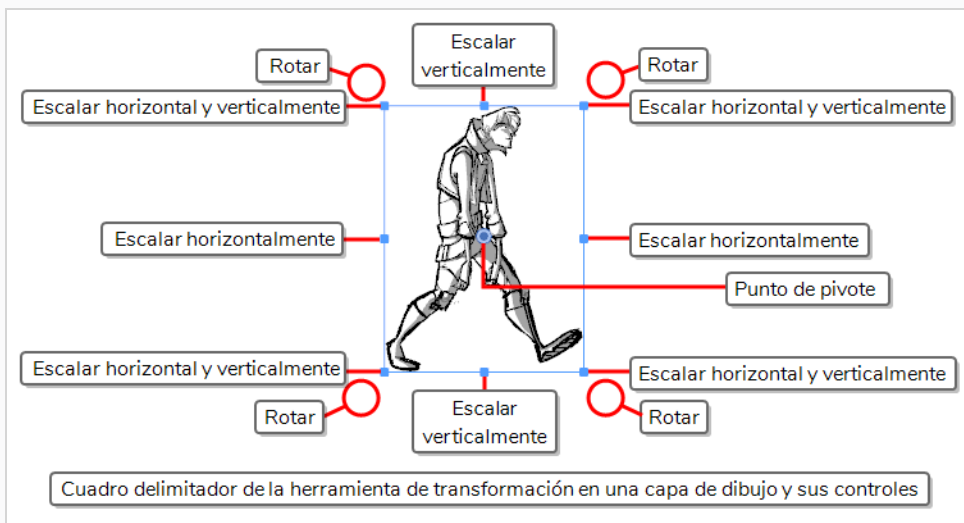 Escalar
verticalmente
Rotar
Rotar
Escalar horizontal y verticalmente
Escalar horizontal y verticalmente
Escalar horizontalmente
Escalar horizontalmente
Punto de pivote
Escalar horizontal y verticalmente
Escalar horizontal y verticalmente
Rotar
Escalar
verticalmente
Rotar
Cuadro delimitador de la herramienta de transformación en una capa de dibujo y sus controles